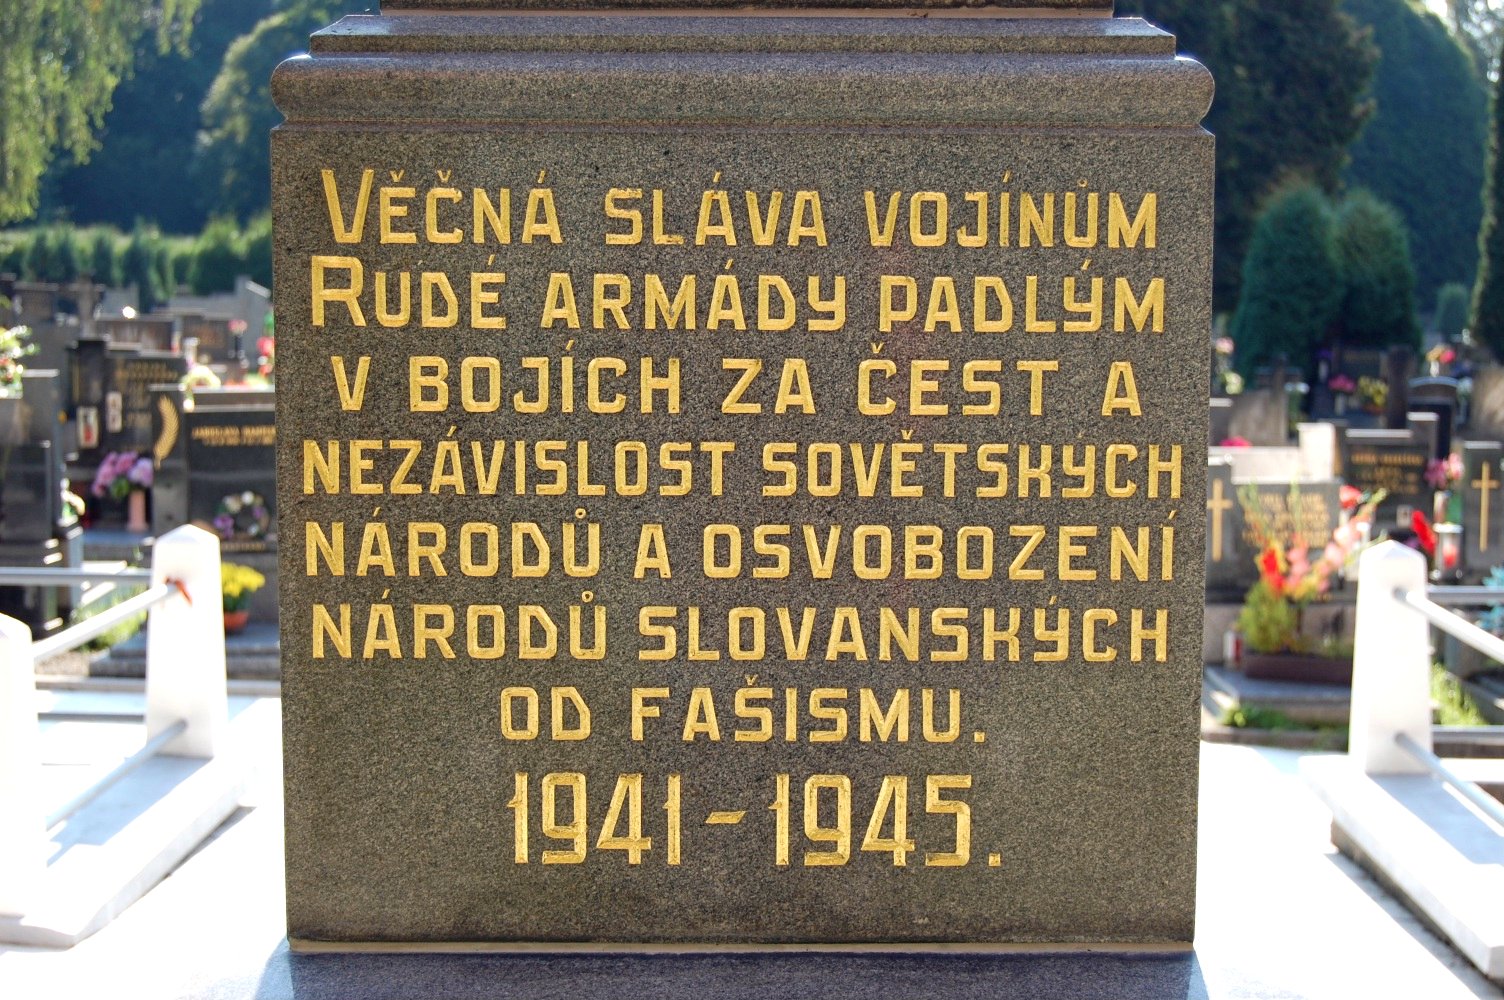 VĚČNÁ SLÁVA VOJÍNŮM
RUDÉ ARMÁDY PADLÝM
V BOJÍCH ZA ČEST A
NEZÁVISLOST SOVĚTSKÝCH
NÁRODŮ A OSVOBOZENÍ
NÁRODŮ SLOVANSKÝCH
OD FAŠISMU.
1941-1945.